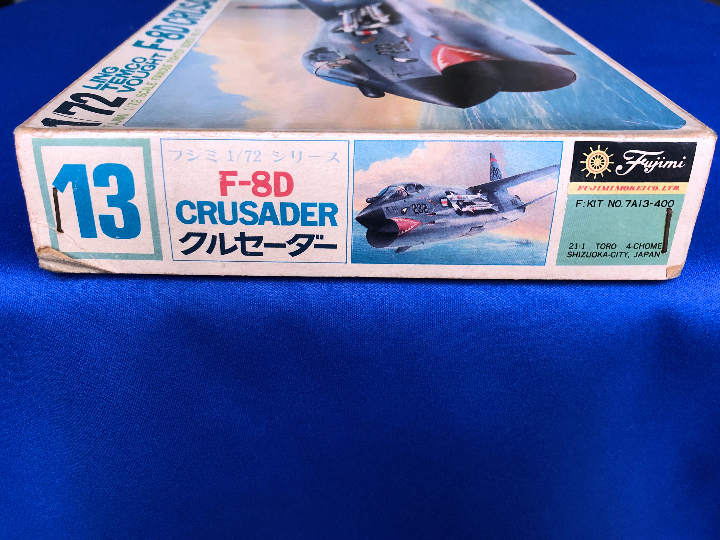 1/72
LING
TEMCO
VOUGHT
F-8D CRUSA
13
フジミ 1/72 シリーズ
F-8D
CRUSADER
クルセーダー
Fujimi
FUJIMI MOKEI CO. LTD.
F:KIT NO. 7A13-400
21-1 TORO 4-CHOME
SHIZUOKA-CITY, JAPAN